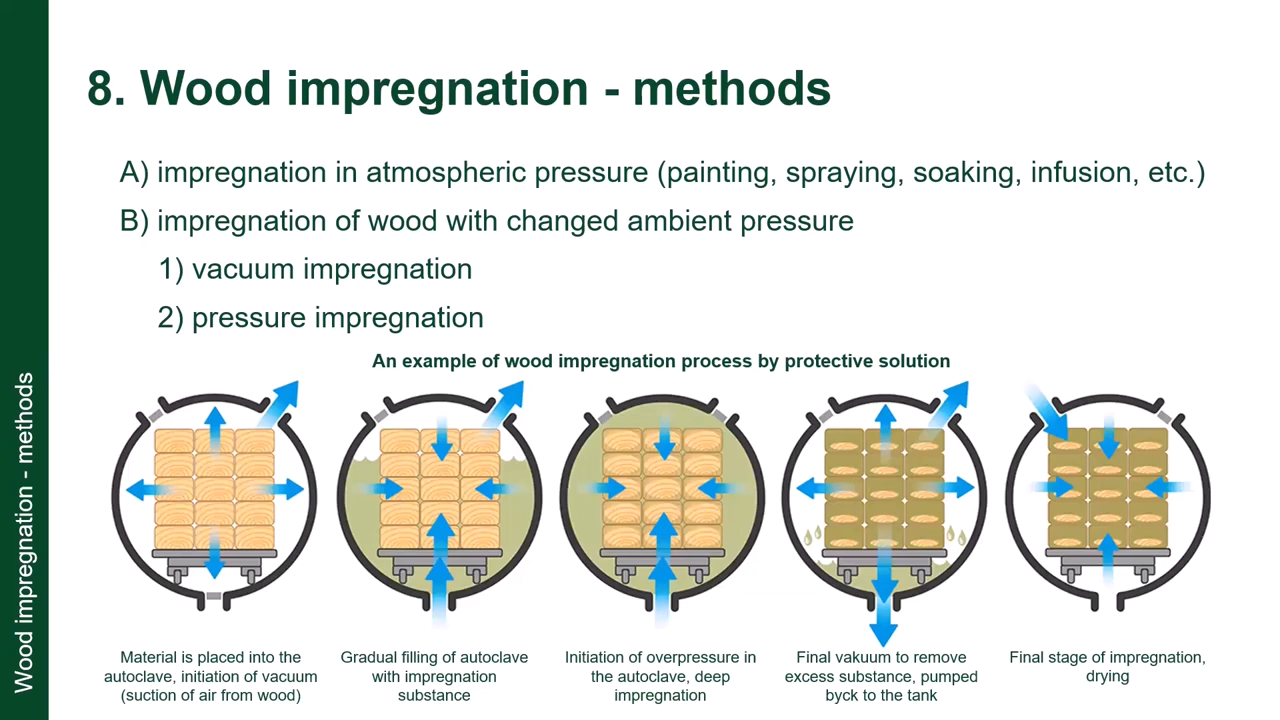 8. Wood impregnation - methods
A) impregnation in atmospheric pressure (painting, spraying, soaking, infusion, etc.)
B) impregnation of wood with changed ambient pressure
1) vacuum impregnation
2) pressure impregnation
An example of wood impregnation process by protective solution
Material is placed into the
autoclave, initiation of vacuum
(suction of air from wood)
Gradual filling of autoclave
with impregnation
substance
Initiation of overpressure in
the autoclave, deep
impregnation
Final vakuum to remove
excess substance, pumped
byck to the tank
Final stage of impregnation,
drying
Wood impregnation - methods